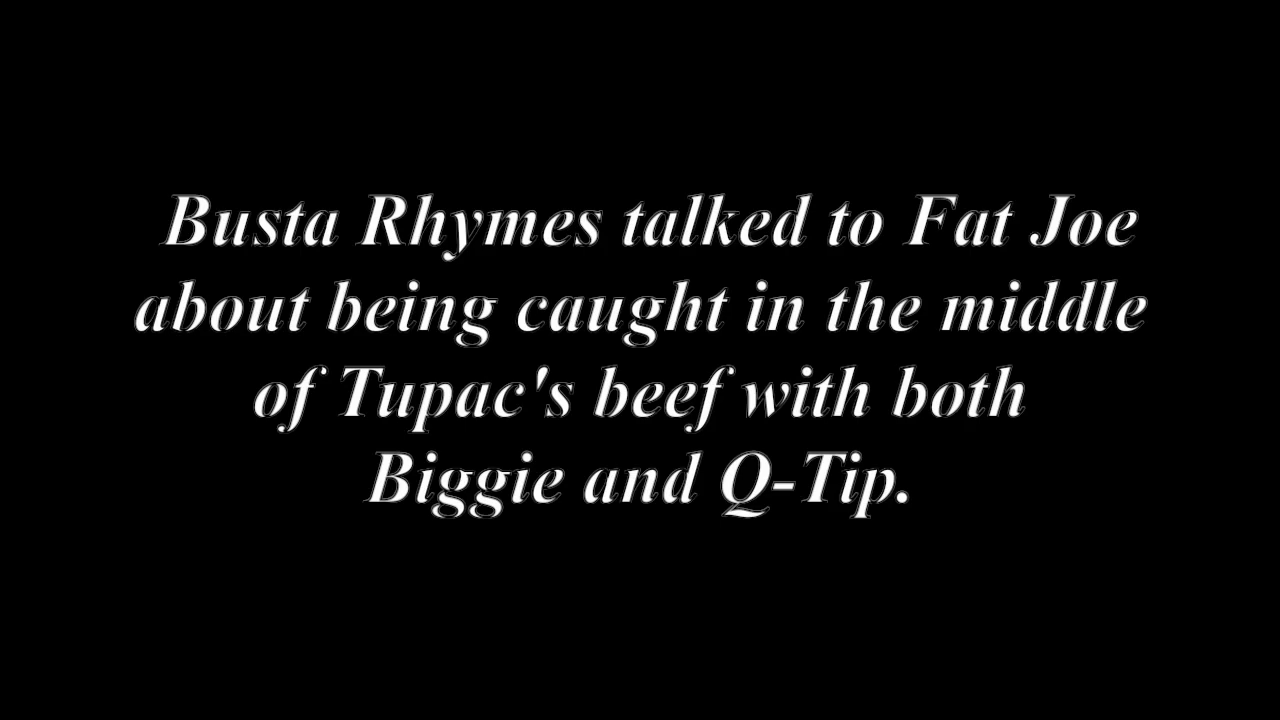 Busta Rhymes talked to Fat Joe
about being caught in the middle
of Tupac's beef with both
Biggie and Q-Tip.